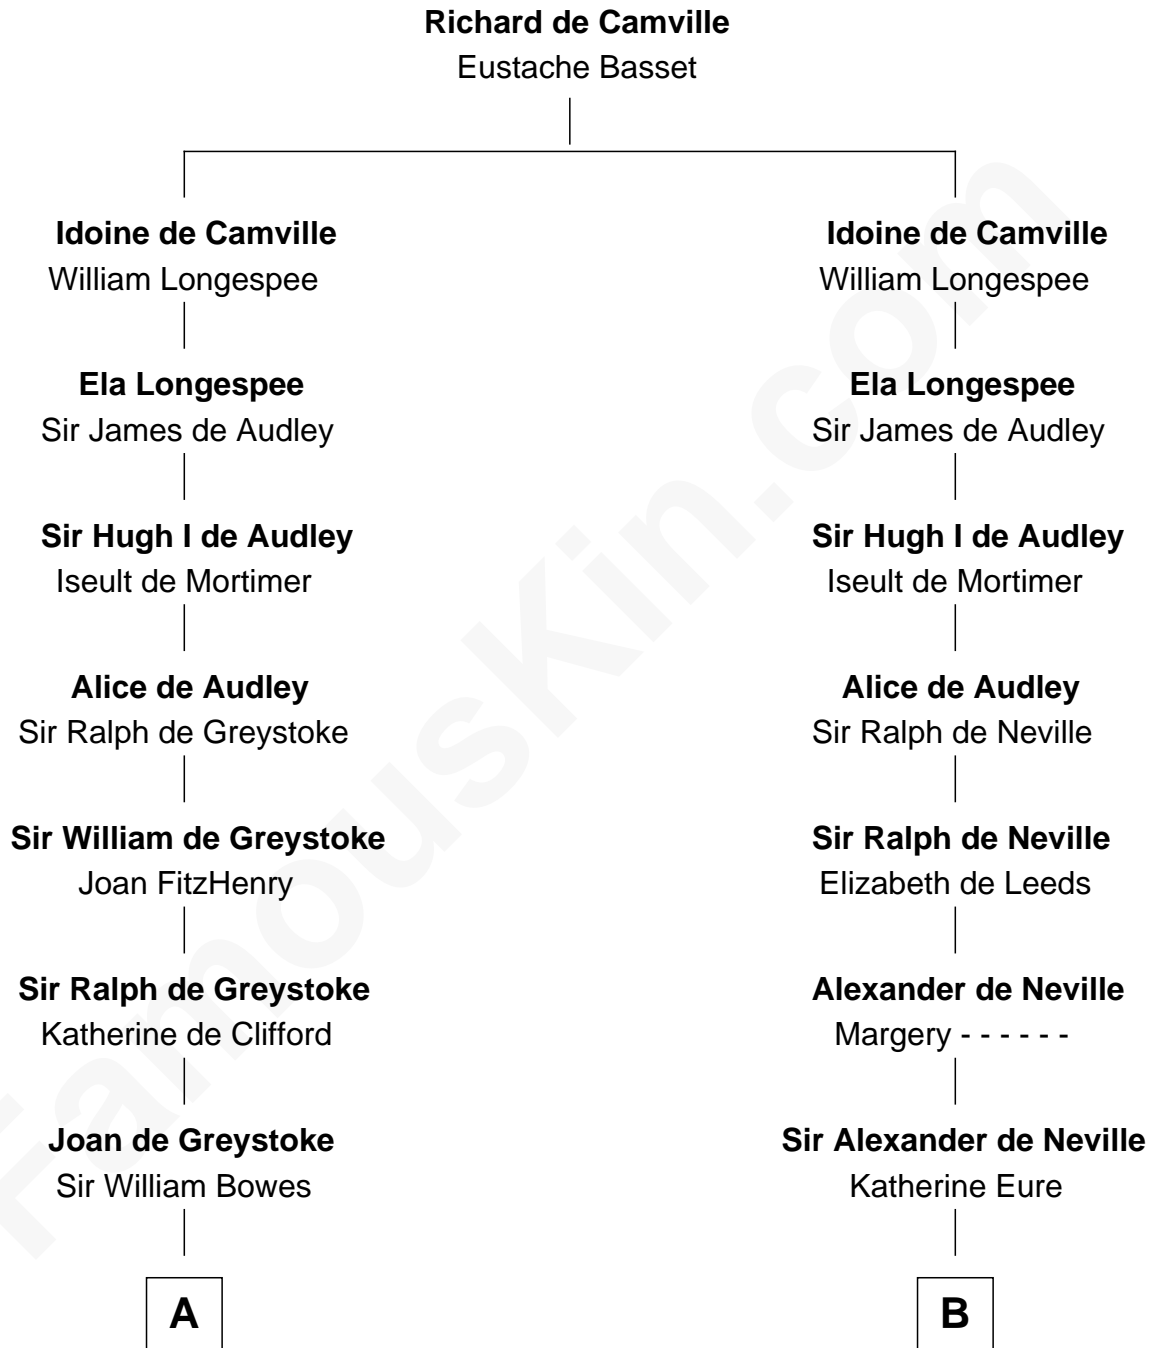 Richard de Camville
Eustache Basset
Idoine de Camville
William Longespee
Ela Longespee
Sir James de Audley
Sir Hugh I de Audley
Iseult de Mortimer
Alice de Audley
Sir Ralph de Greystoke
Sir William de Greystoke
Joan FitzHenry
Sir Ralph de Greystoke
Katherine de Clifford
Joan de Greystoke
Sir William Bowes
A
Idoine de Camville
William Longespee
Ela Longespee
Sir James de Audley
Sir Hugh I de Audley
Iseult de Mortimer
Alice de Audley
Sir Ralph de Neville
Sir Ralph de Neville
Elizabeth de Leeds
Alexander de Neville
Margery - - - - - -
Sir Alexander de Neville
Katherine Eure
B
FamousKin.com